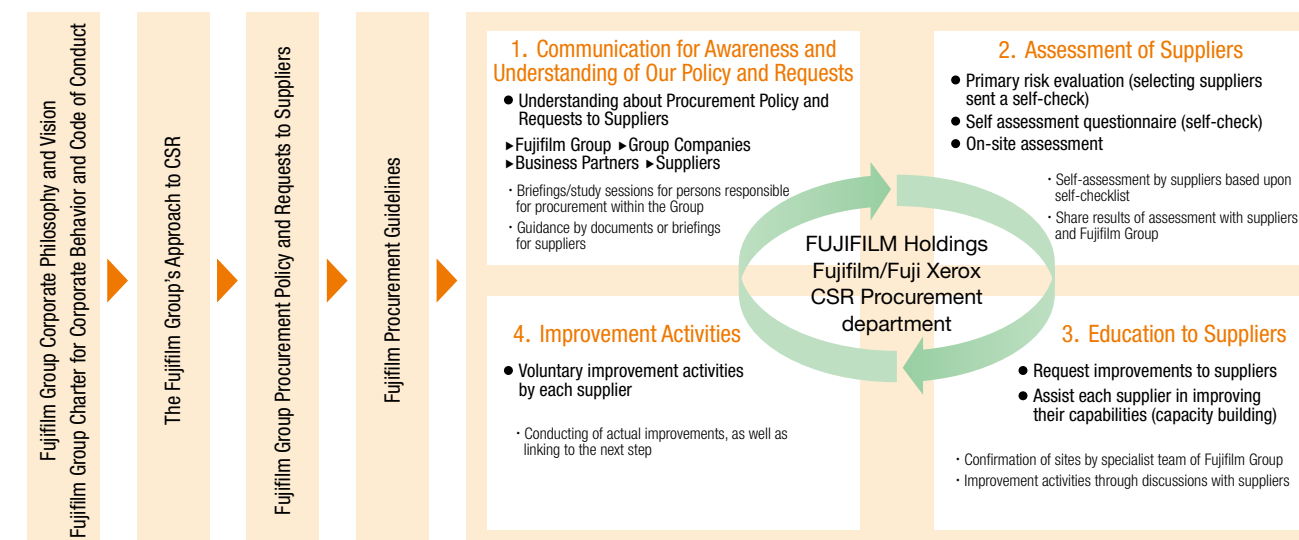 Fujifilm Group Corporate Philosophy and Vision
Fujifilm Group Charter for Corporate Behavior and Code of Conduct
The Fujifilm Group's Approach to CSR
Fujifilm Group Procurement Policy and Requests to Suppliers
Fujifilm Procurement Guidelines
1. Communication for Awareness and
Understanding of Our Policy and Requests
● Understanding about Procurement Policy and
Requests to Suppliers
▶Fujifilm Group ▶Group Companies
▶Business Partners ▶Suppliers
・Briefings/study sessions for persons responsible
for procurement within the Group
・Guidance by documents or briefings
for suppliers
2. Assessment of Suppliers
● Primary risk evaluation (selecting suppliers
sent a self-check)
● Self assessment questionnaire (self-check)
● On-site assessment
・Self-assessment by suppliers based upon
self-checklist
・Share results of assessment with suppliers
and Fujifilm Group
FUJIFILM Holdings
Fujifilm/Fuji Xerox
CSR Procurement
department
4. Improvement Activities
● Voluntary improvement activities
by each supplier
・Conducting of actual improvements, as well as
linking to the next step
3. Education to Suppliers
● Request improvements to suppliers
● Assist each supplier in improving
their capabilities (capacity building)
・Confirmation of sites by specialist team of Fujifilm Group
・Improvement activities through discussions with suppliers